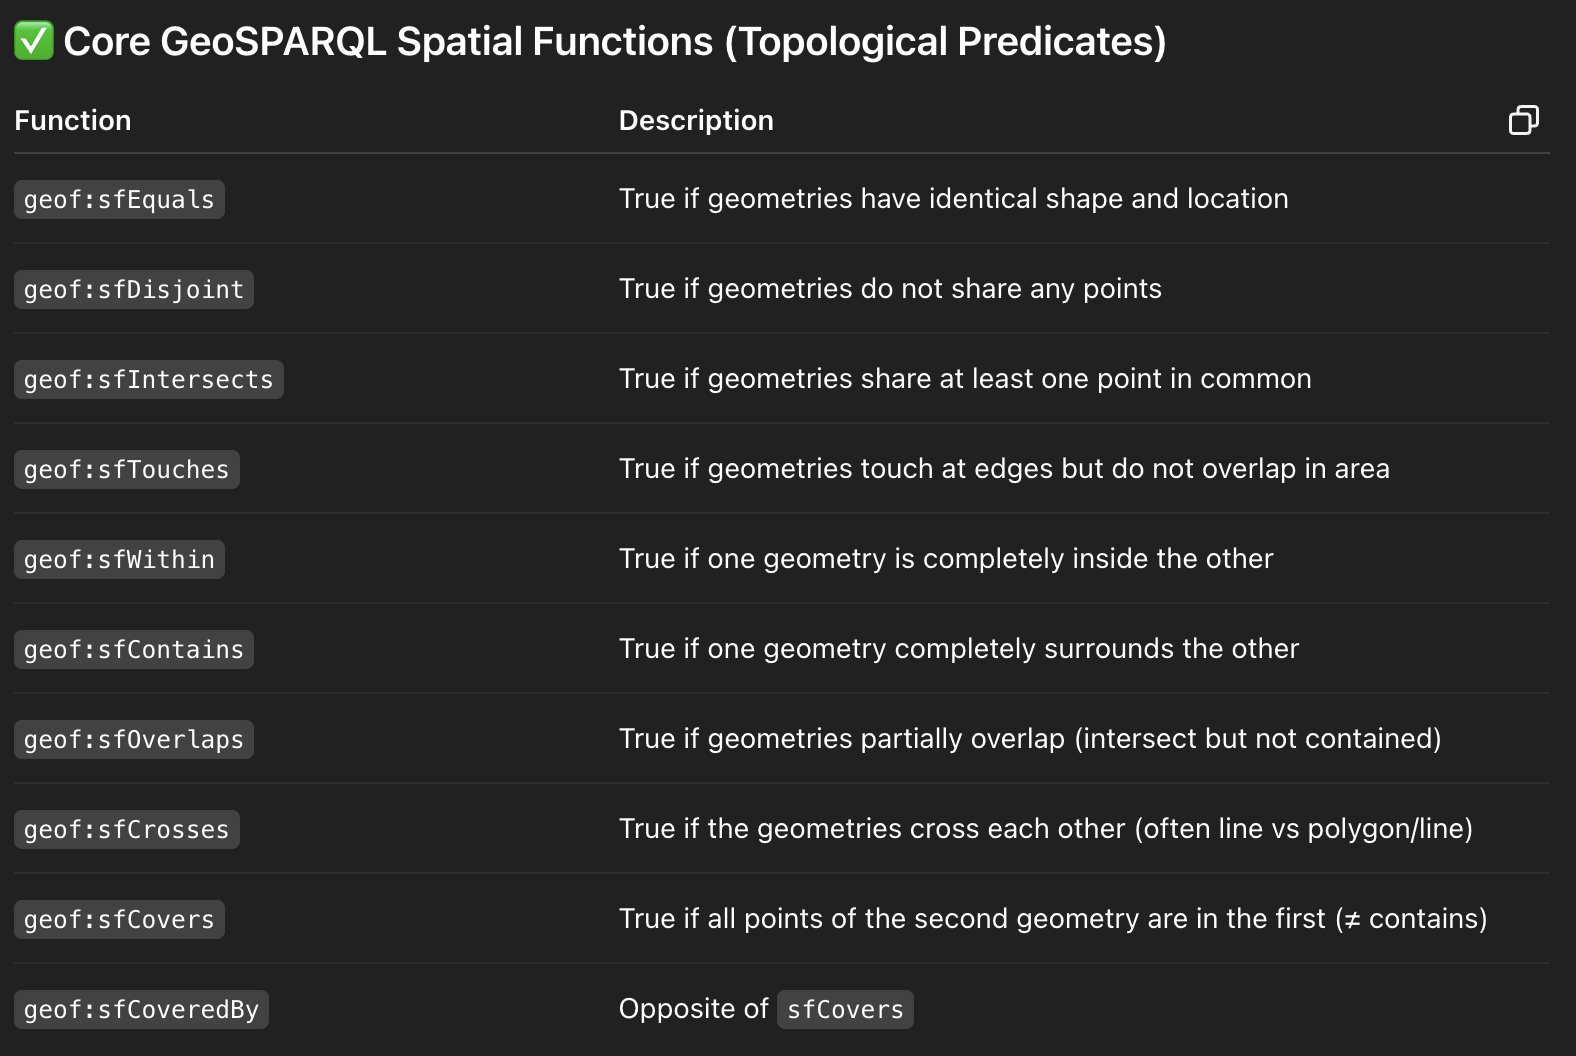 ✅ Core GeoSPARQL Spatial Functions (Topological Predicates)
Function Description
geof:sfEquals True if geometries have identical shape and location
geof:sfDisjoint True if geometries do not share any points
geof:sfIntersects True if geometries share at least one point in common
geof:sfTouches True if geometries touch at edges but do not overlap in area
geof:sfWithin True if one geometry is completely inside the other
geof:sfContains True if one geometry completely surrounds the other
geof:sfOverlaps True if geometries partially overlap (intersect but not contained)
geof:sfCrosses True if the geometries cross each other (often line vs polygon/line)
geof:sfCovers True if all points of the second geometry are in the first (≠ contains)
geof:sfCoveredBy Opposite of sfCovers